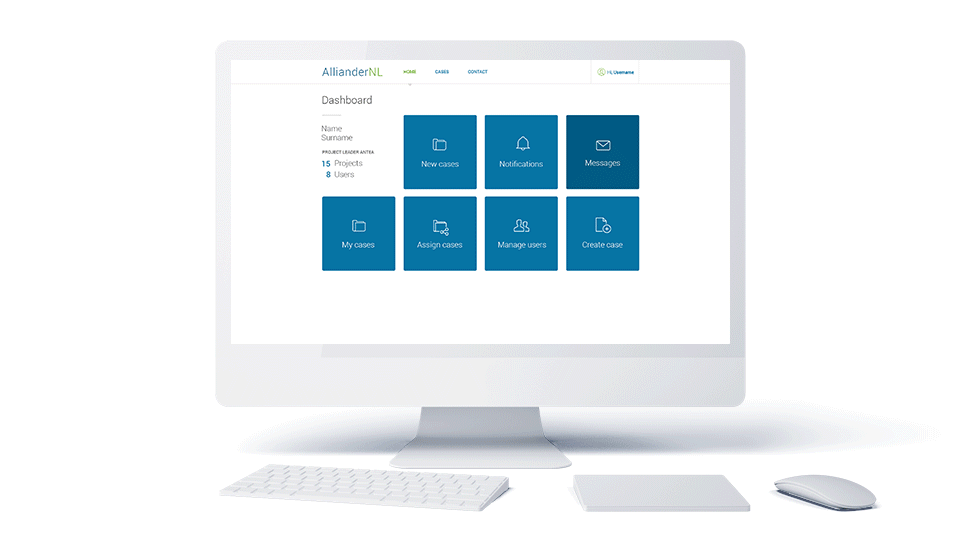 AllianderNL HOME CASES CONTACT Hi, Username
Dashboard
Name
Surname
PROJECT LEADER ANTEA
15 Projects
8 Users
New cases Notifications Messages
My cases Assign cases Manage users Create case